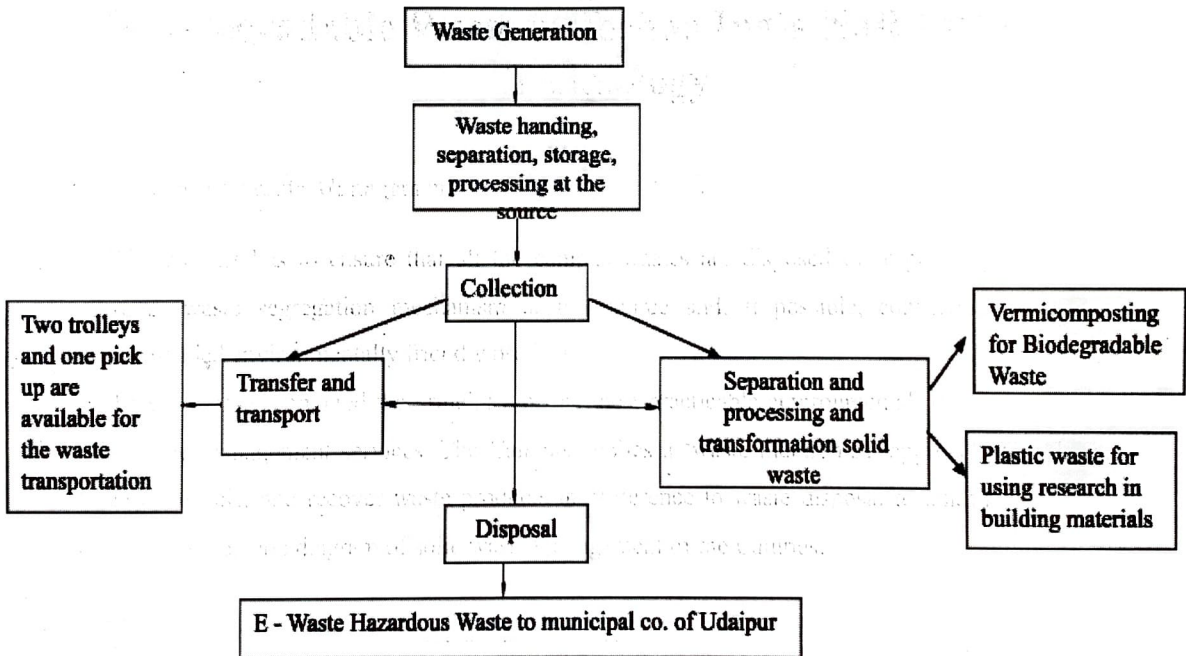 Waste Generation
Waste handing,
separation, storage,
processing at the
source
Collection
Two trolleys
and one pick
up are
available for
the waste
transportation
Transfer and
transport
Separation and
processing and
transformation solid
waste
Vermicomposting
for Biodegradable
Waste
Plastic waste for
using research in
building materials
Disposal
E - Waste Hazardous Waste to municipal co. of Udaipur